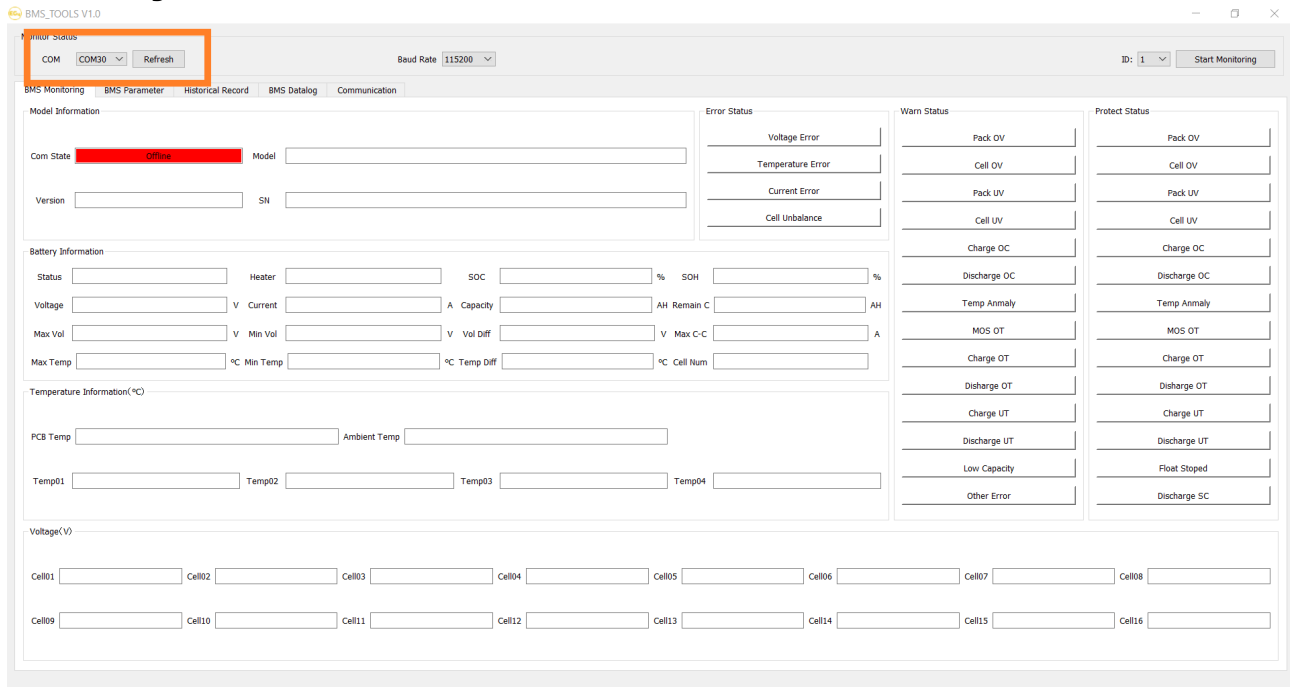 BMS_TOOLS V1.0
Monitor Status
COM COM30 Refresh Baud Rate 115200 ID: 1 Start Monitoring
BMS Monitoring BMS Parameter Historical Record BMS Datalog Communication
Model Information
Com State Offline Model
Version SN
Error Status
Voltage Error
Temperature Error
Current Error
Cell Unbalance
Warn Status
Pack OV
Cell OV
Pack UV
Cell UV
Charge OC
Discharge OC
Temp Anmaly
MOS OT
Charge OT
Disharge OT
Charge UT
Discharge UT
Low Capacity
Other Error
Protect Status
Pack OV
Cell OV
Pack UV
Cell UV
Charge OC
Discharge OC
Temp Anmaly
MOS OT
Charge OT
Disharge OT
Charge UT
Discharge UT
Float Stoped
Discharge SC
Battery Information
Status Heater SOC % SOH %
Voltage V Current A Capacity AH Remain C AH
Max Vol V Min Vol V Vol Diff V Max C-C A
Max Temp ºC Min Temp ºC Temp Diff ºC Cell Num
Temperature Information(ºC)
PCB Temp Ambient Temp
Temp01 Temp02 Temp03 Temp04
Voltage(V)
Cell01 Cell02 Cell03 Cell04 Cell05 Cell06 Cell07 Cell08
Cell09 Cell10 Cell11 Cell12 Cell13 Cell14 Cell15 Cell16